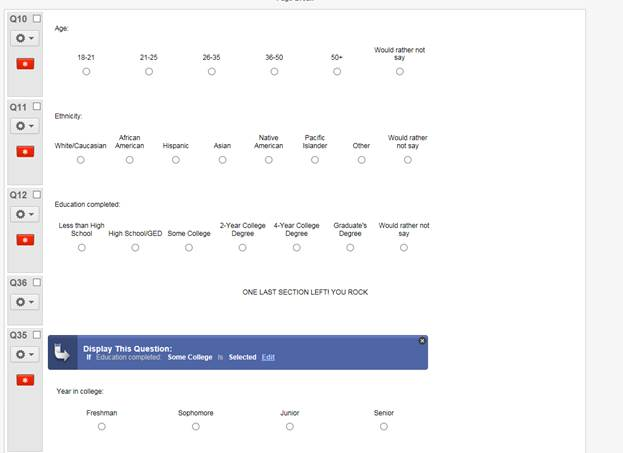 Q10
Age:
18-21 21-25 26-35 36-50 50+ Would rather not say
Q11
Ethnicity:
White/Caucasian African American Hispanic Asian Native American Pacific Islander Other Would rather not say
Q12
Education completed:
Less than High School High School/GED Some College 2-Year College Degree 4-Year College Degree Graduate's Degree Would rather not say
Q36
ONE LAST SECTION LEFT! YOU ROCK
Q35
Display This Question:
If Education completed: Some College Is Selected Edit
Year in college:
Freshman Sophomore Junior Senior